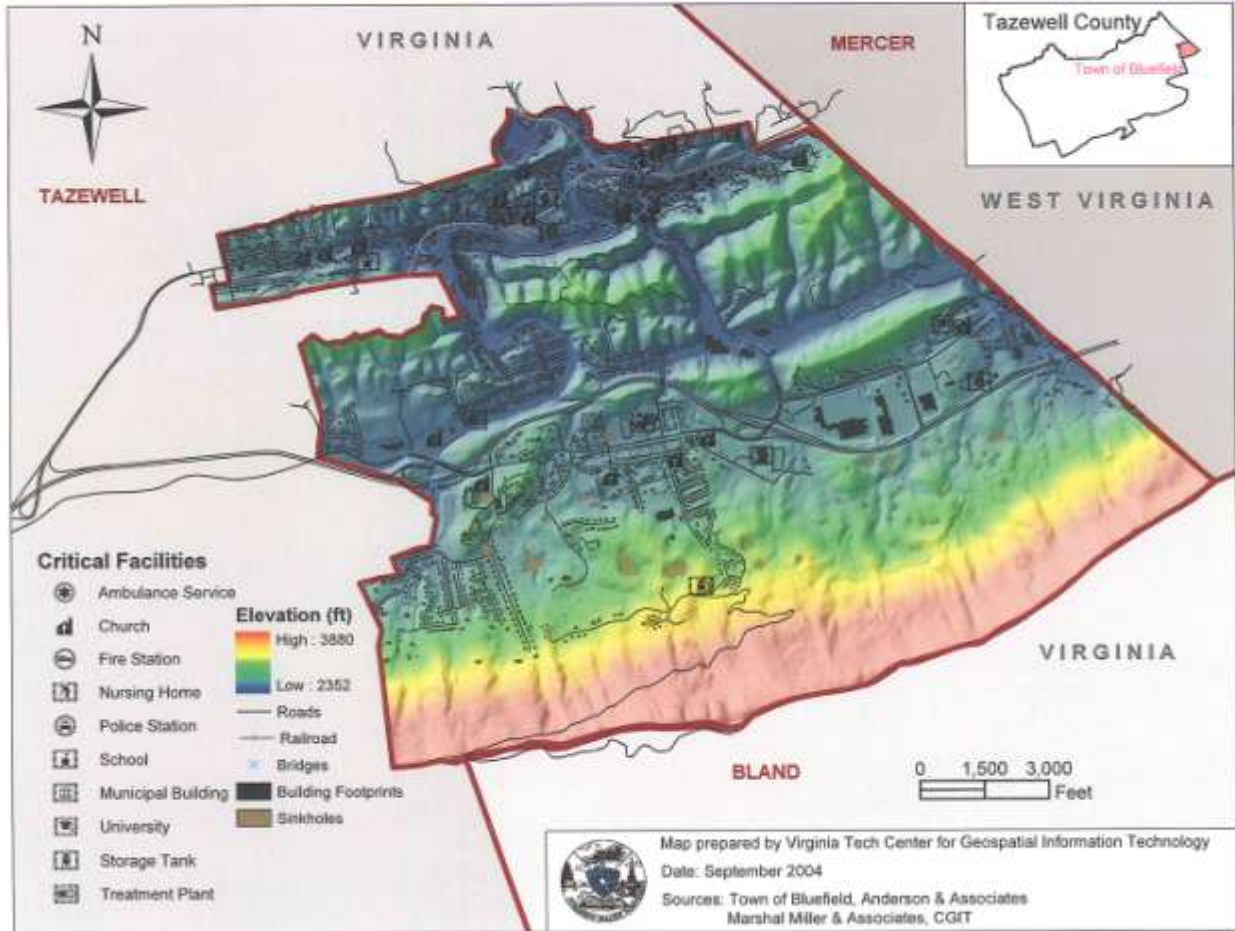 N
VIRGINIA
MERCER
Tazewell County
Town of Bluefield
TAZEWELL
WEST VIRGINIA
Critical Facilities
Ambulance Service
Church
Fire Station
Nursing Home
Police Station
School
Municipal Building
University
Storage Tank
Treatment Plant
Elevation (ft)
High : 3880
Low : 2352
Roads
Railroad
Bridges
Building Footprints
Sinkholes
VIRGINIA
BLAND
0 1,500 3,000
Feet
Map prepared by Virginia Tech Center for Geospatial Information Technology
Date: September 2004
Sources: Town of Bluefield, Anderson & Associates
Marshal Miller & Associates, CGIT